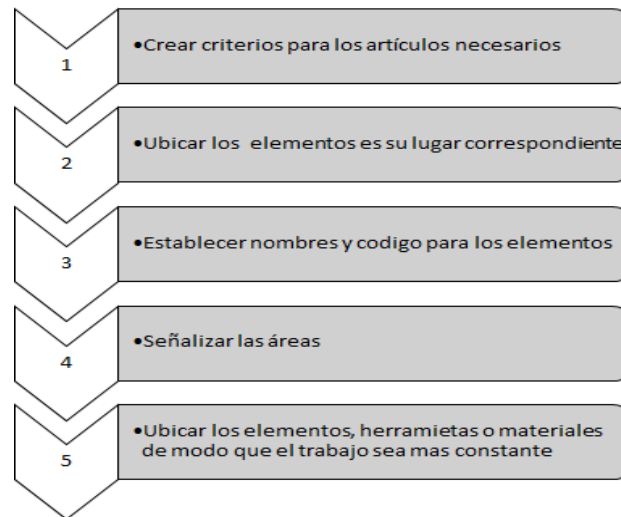 1
•Crear criterios para los artículos necesarios
2
•Ubicar los elementos es su lugar correspondiente
3
•Establecer nombres y codigo para los elementos
4
•Señalizar las áreas
5
•Ubicar los elementos, herramietas o materiales
de modo que el trabajo sea mas constante